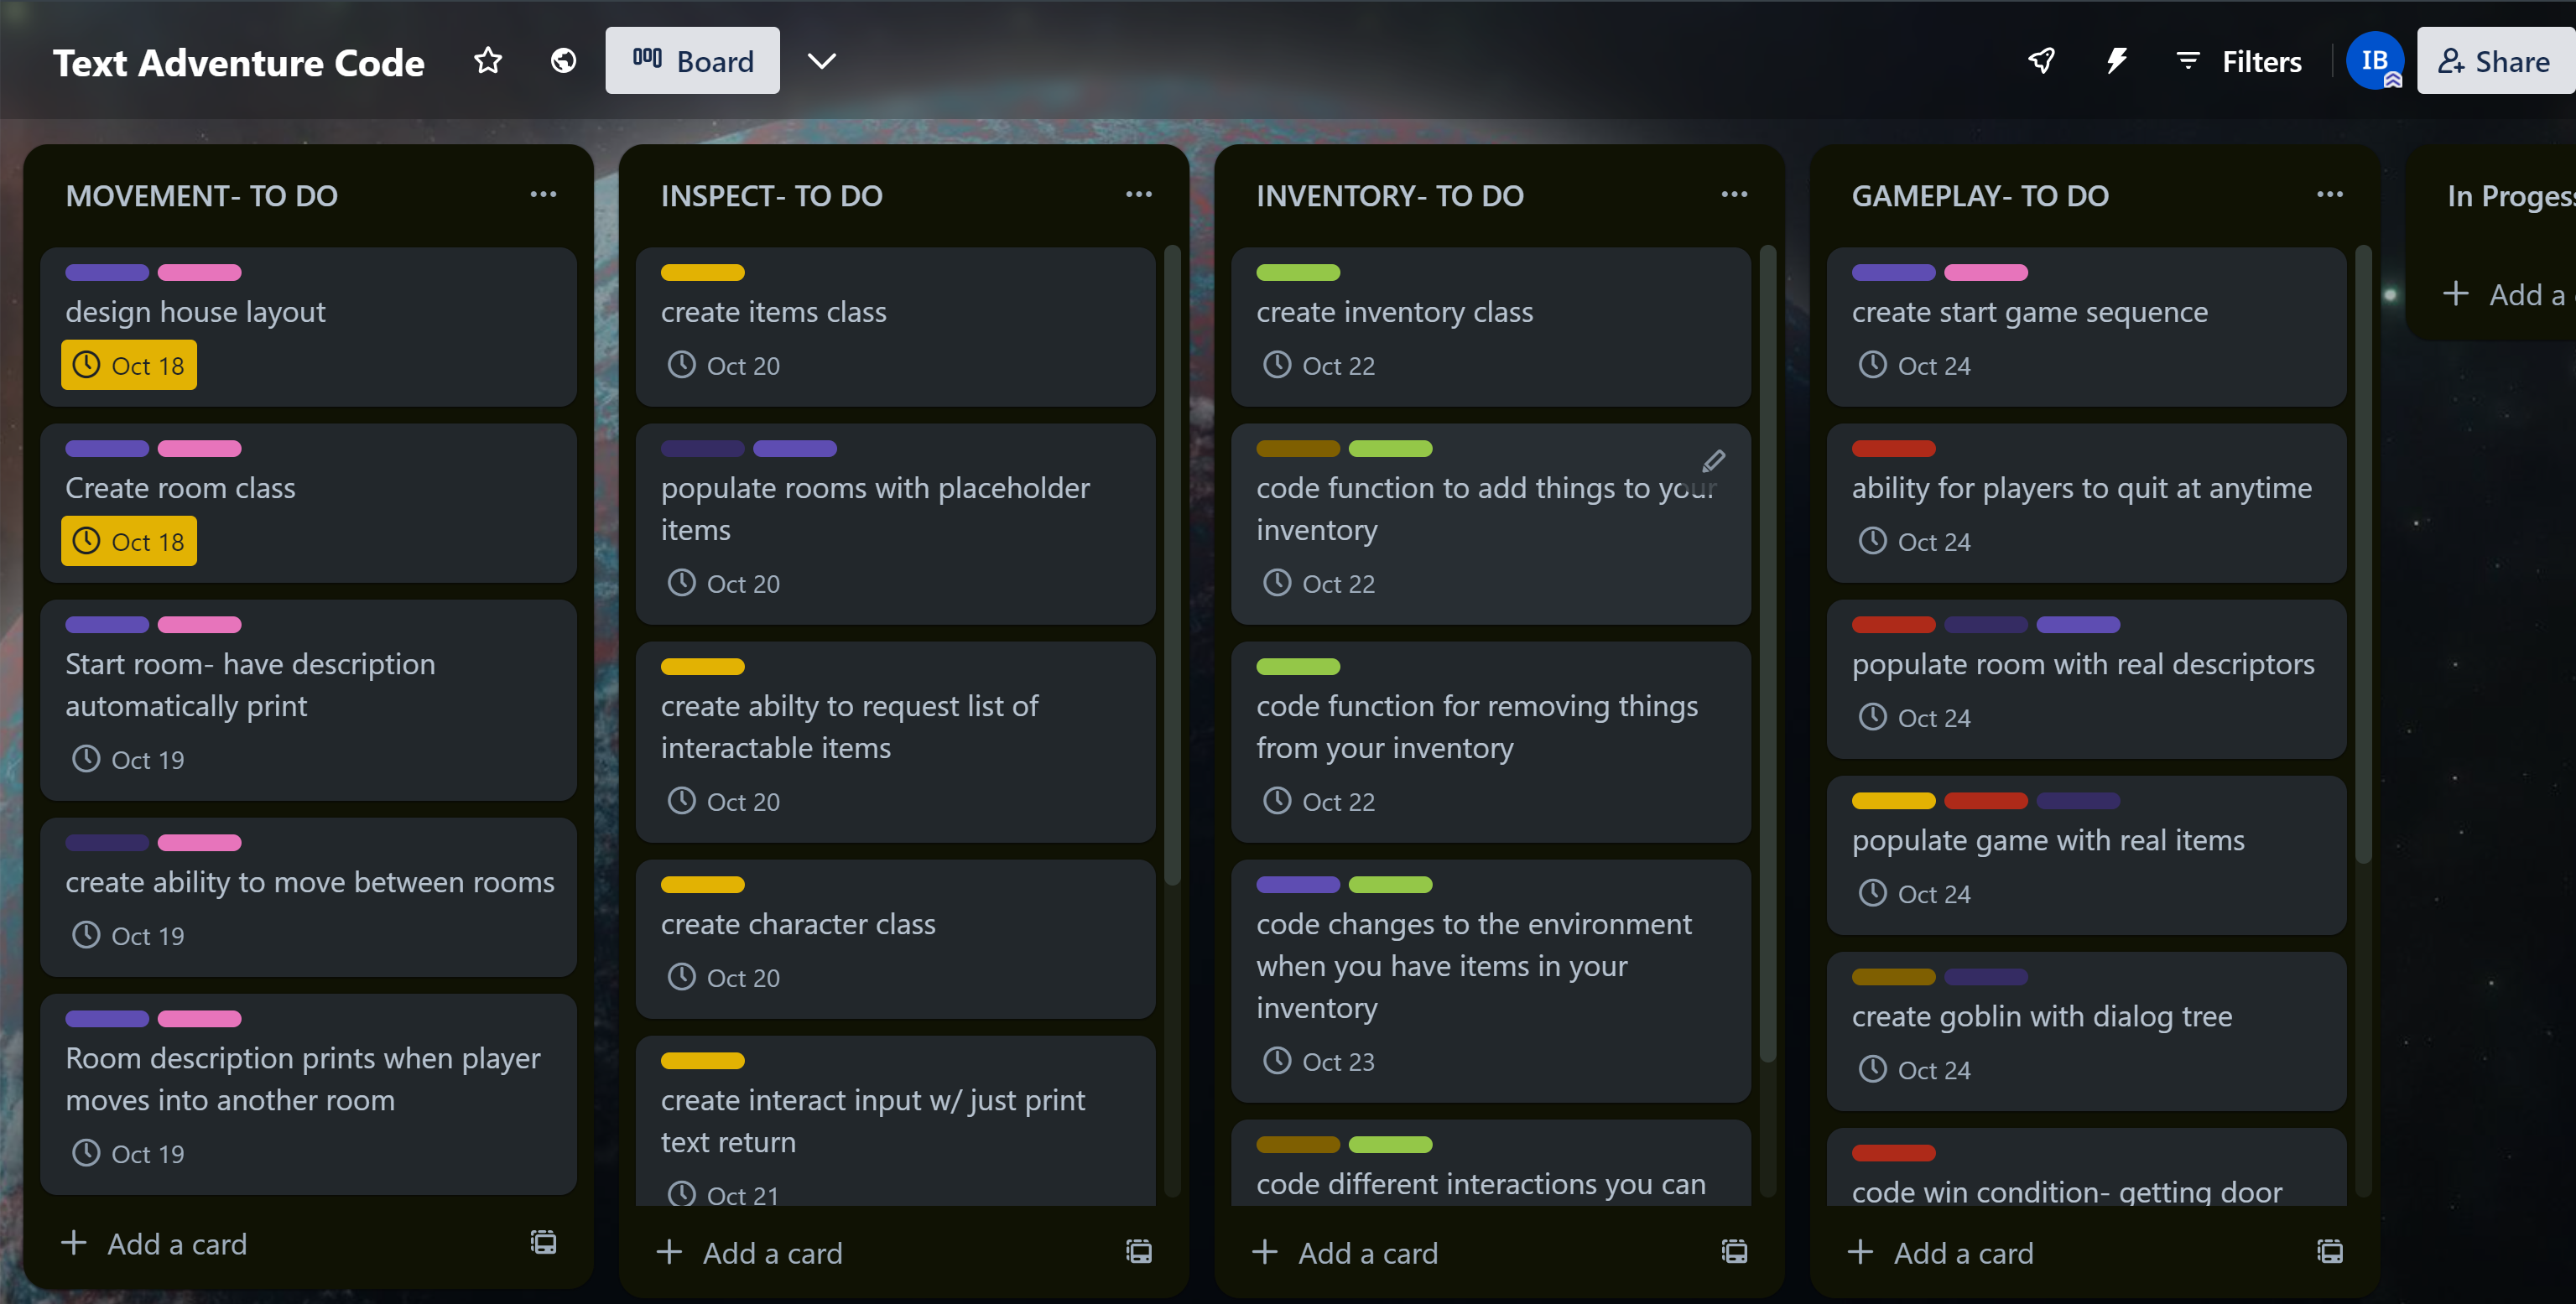 Text Adventure Code
Board
Filters
IB
Share
MOVEMENT- TO DO
design house layout
Oct 18
Create room class
Oct 18
Start room- have description
automatically print
Oct 19
create ability to move between rooms
Oct 19
Room description prints when player
moves into another room
Oct 19
Add a card
INSPECT- TO DO
create items class
Oct 20
populate rooms with placeholder
items
Oct 20
create abilty to request list of
interactable items
Oct 20
create character class
Oct 20
create interact input w/ just print
text return
Oct 21
Add a card
INVENTORY- TO DO
create inventory class
Oct 22
code function to add things to your
inventory
Oct 22
code function for removing things
from your inventory
Oct 22
code changes to the environment
when you have items in your
inventory
Oct 23
code different interactions you can
Add a card
GAMEPLAY- TO DO
create start game sequence
Oct 24
ability for players to quit at anytime
Oct 24
populate room with real descriptors
Oct 24
populate game with real items
Oct 24
create goblin with dialog tree
Oct 24
code win condition- getting door
Add a card
In Proges
Add a